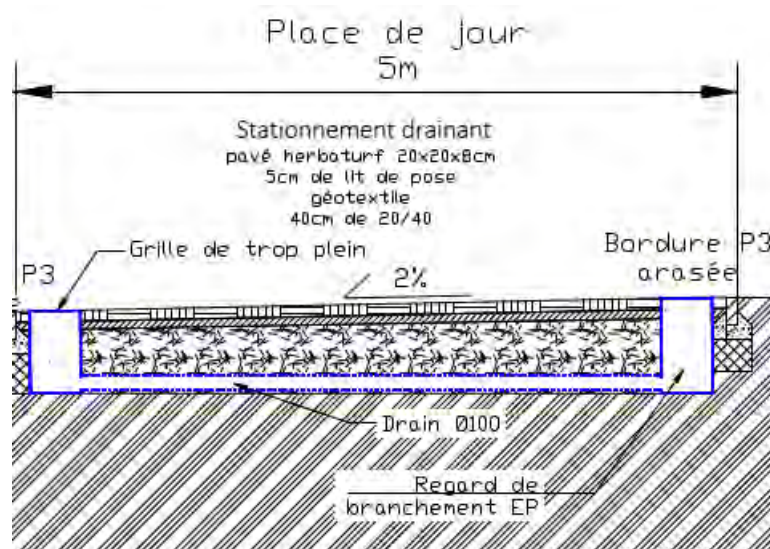 Place de jour
5m
Stationnement drainant
pavé herbaturf 20x20x8cm
5cm de lit de pose
géotextile
40cm de 20/40
Grille de trop plein
P3
2%
Bordure P3
arasée
Drain Ø100
Regard de
branchement EP